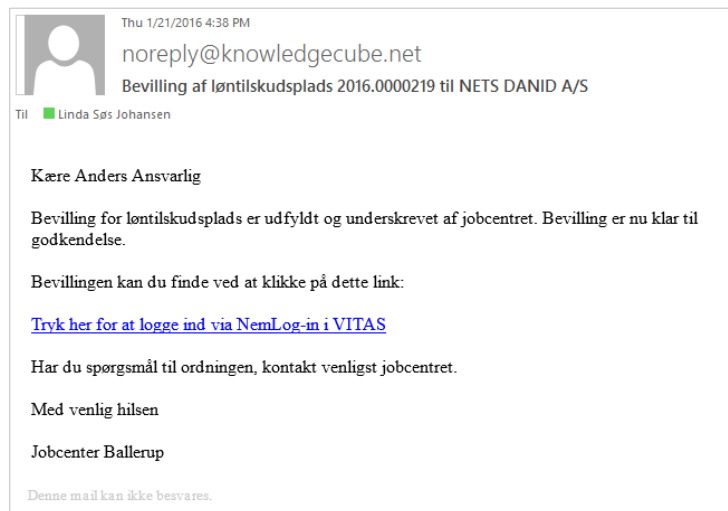 Thu 1/21/2016 4:38 PM
noreply@knowledgecube.net
Bevilling af løntilskudsplads 2016.0000219 til NETS DANID A/S
Til Linda Søs Johansen
Kære Anders Ansvarlig
Bevilling for løntilskudsplads er udfyldt og underskrevet af jobcentret. Bevilling er nu klar til
godkendelse.
Bevillingen kan du finde ved at klikke på dette link:
Tryk her for at logge ind via NemLog-in i VITAS
Har du spørgsmål til ordningen, kontakt venligst jobcentret.
Med venlig hilsen
Jobcenter Ballerup
Denne mail kan ikke besvares.